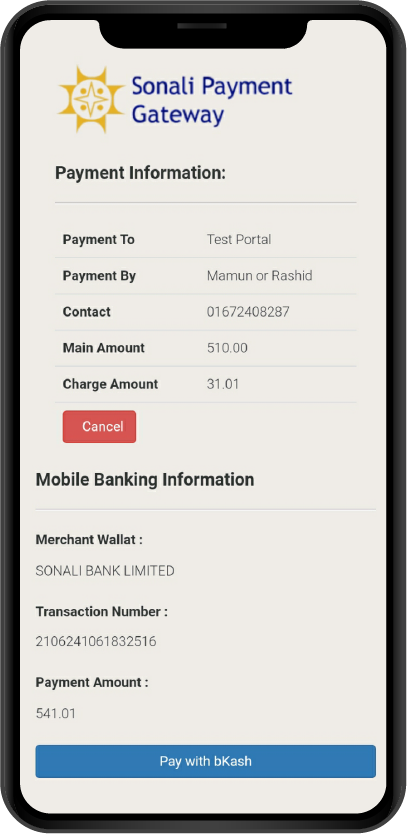 Sonali Payment
Gateway
Payment Information:
Payment To Test Portal
Payment By Mamun or Rashid
Contact 01672408287
Main Amount 510.00
Charge Amount 31.01
Cancel
Mobile Banking Information
Merchant Wallat :
SONALI BANK LIMITED
Transaction Number :
2106241061832516
Payment Amount :
541.01
Pay with bKash